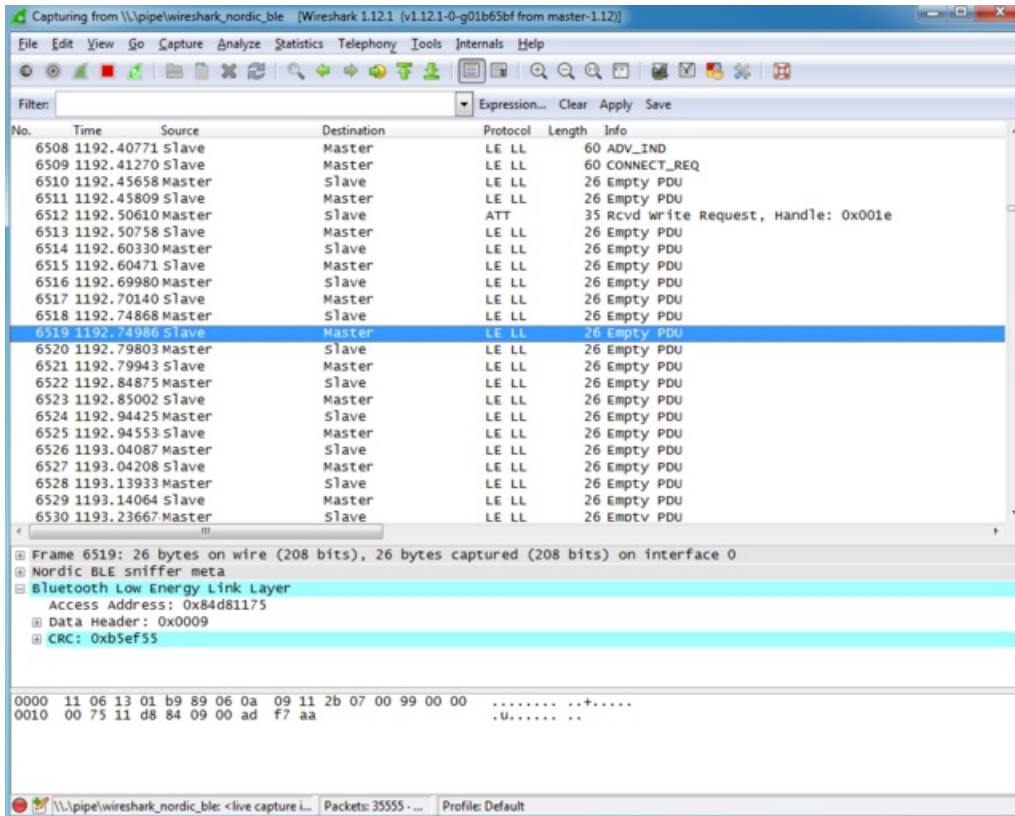 Capturing from \\.\pipe\wireshark_nordic_ble [Wireshark 1.12.1 (v1.12.1-0-g01b65bf from master-1.12)]
File Edit View Go Capture Analyze Statistics Telephony Tools Internals Help
Filter: Expression... Clear Apply Save
No. Time Source Destination Protocol Length Info
6508 1192.40771 Slave Master LE LL 60 ADV_IND
6509 1192.41270 Slave Master LE LL 60 CONNECT_REQ
6510 1192.45658 Master Slave LE LL 26 Empty PDU
6511 1192.45809 Slave Master LE LL 26 Empty PDU
6512 1192.50610 Master Slave ATT 35 Rcvd Write Request, Handle: 0x001e
6513 1192.50758 Slave Master LE LL 26 Empty PDU
6514 1192.60330 Master Slave LE LL 26 Empty PDU
6515 1192.60471 Slave Master LE LL 26 Empty PDU
6516 1192.69980 Master Slave LE LL 26 Empty PDU
6517 1192.70140 Slave Master LE LL 26 Empty PDU
6518 1192.74868 Master Slave LE LL 26 Empty PDU
6519 1192.74986 Slave Master LE LL 26 Empty PDU
6520 1192.79803 Master Slave LE LL 26 Empty PDU
6521 1192.79943 Slave Master LE LL 26 Empty PDU
6522 1192.84875 Master Slave LE LL 26 Empty PDU
6523 1192.85002 Slave Master LE LL 26 Empty PDU
6524 1192.94425 Master Slave LE LL 26 Empty PDU
6525 1192.94553 Slave Master LE LL 26 Empty PDU
6526 1193.04087 Master Slave LE LL 26 Empty PDU
6527 1193.04208 Slave Master LE LL 26 Empty PDU
6528 1193.13933 Master Slave LE LL 26 Empty PDU
6529 1193.14064 Slave Master LE LL 26 Empty PDU
6530 1193.23667 Master Slave LE LL 26 Empty PDU
Frame 6519: 26 bytes on wire (208 bits), 26 bytes captured (208 bits) on interface 0
Nordic BLE sniffer meta
Bluetooth Low Energy Link Layer
Access Address: 0x84d81175
Data Header: 0x0009
CRC: 0xb5ef55
0000 11 06 13 01 b9 89 06 0a 09 11 2b 07 00 99 00 00 ........ ..+.....
0010 00 75 11 d8 84 09 00 ad f7 aa .u...... ..
\\.\pipe\wireshark_nordic_ble: <live capture i... Packets: 35555 · ... Profile: Default